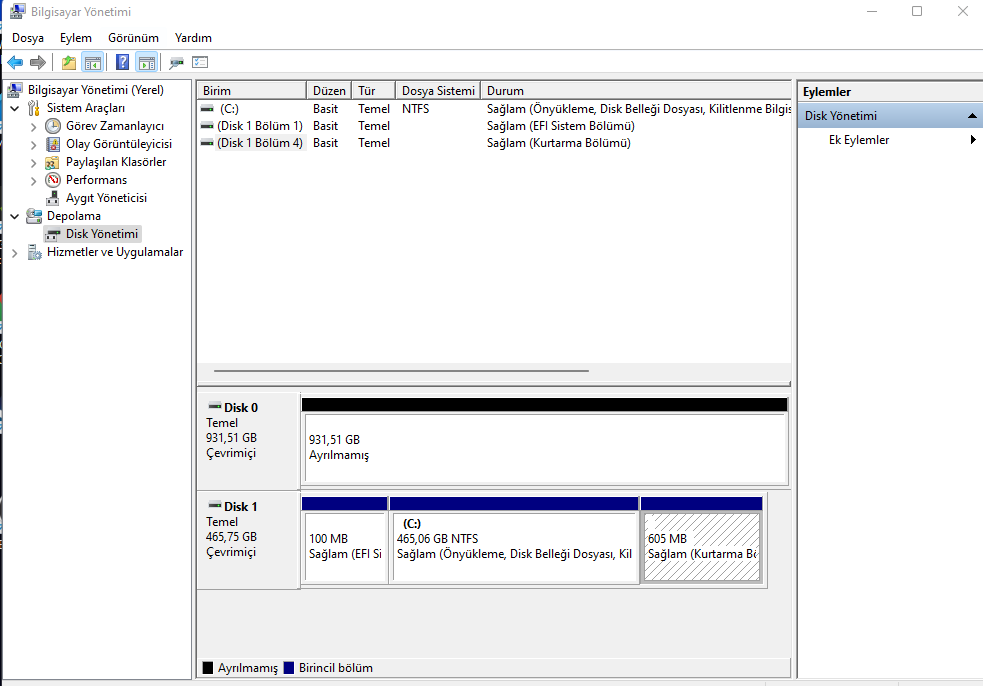 Bilgisayar Yönetimi
Dosya Eylem Görünüm Yardım
Bilgisayar Yönetimi (Yerel)
Sistem Araçları
Görev Zamanlayıcı
Olay Görüntüleyicisi
Paylaşılan Klasörler
Performans
Aygıt Yöneticisi
Depolama
Disk Yönetimi
Hizmetler ve Uygulamalar
Birim Düzen Tür Dosya Sistemi Durum
(C:) Basit Temel NTFS Sağlam (Önyükleme, Disk Belleği Dosyası, Kilitlenme Bilgis
(Disk 1 Bölüm 1) Basit Temel Sağlam (EFI Sistem Bölümü)
(Disk 1 Bölüm 4) Basit Temel Sağlam (Kurtarma Bölümü)
Disk 0
Temel
931,51 GB
Çevrimiçi
931,51 GB
Ayrılmamış
Disk 1
Temel
465,75 GB
Çevrimiçi
100 MB
Sağlam (EFI Si
(C:)
465,06 GB NTFS
Sağlam (Önyükleme, Disk Belleği Dosyası, Kil
605 MB
Sağlam (Kurtarma Bö
Ayrılmamış Birincil bölüm
Eylemler
Disk Yönetimi
Ek Eylemler